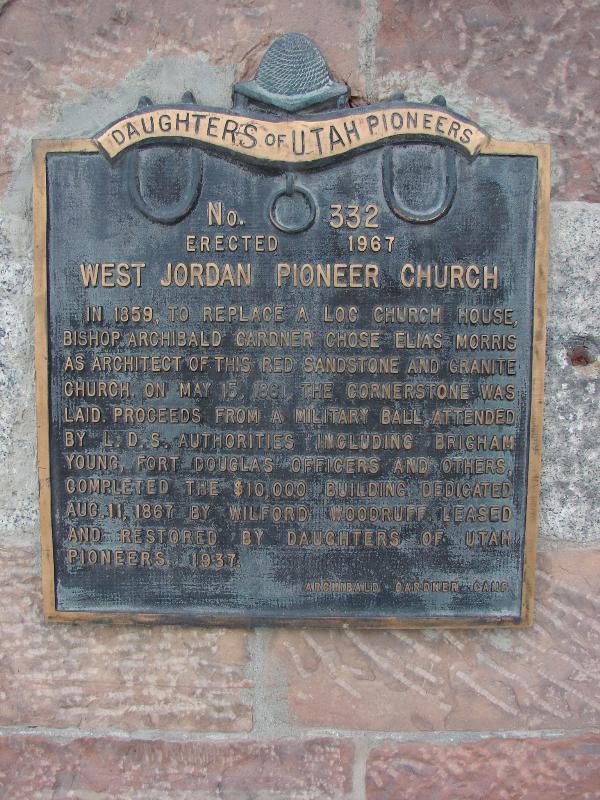 DAUGHTERS OF UTAH PIONEERS
No. 332
ERECTED 1967
WEST JORDAN PIONEER CHURCH
IN 1859, TO REPLACE A LOG CHURCH HOUSE,
BISHOP ARCHIBALD GARDNER CHOSE ELIAS MORRIS
AS ARCHITECT OF THIS RED SANDSTONE AND GRANITE
CHURCH. ON MAY 15, 1861, THE CORNERSTONE WAS
LAID. PROCEEDS FROM A MILITARY BALL, ATTENDED
BY L.D.S. AUTHORITIES INCLUDING BRIGHAM
YOUNG, FORT DOUGLAS OFFICERS AND OTHERS,
COMPLETED THE $10,000 BUILDING. DEDICATED
AUG. 11, 1867 BY WILFORD WOODRUFF. LEASED
AND RESTORED BY DAUGHTERS OF UTAH
PIONEERS, 1937.
ARCHIBALD GARDNER CAMP